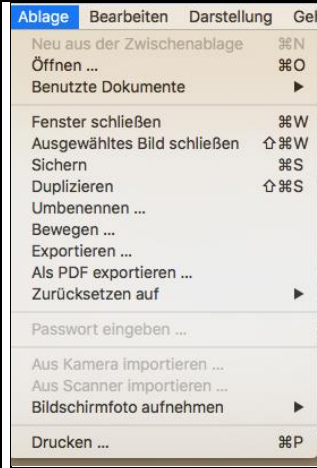 Ablage Bearbeiten Darstellung
Neu aus der Zwischenablage ⌘N
Öffnen ... ⌘O
Benutzte Dokumente ▶
Fenster schließen ⌘W
Ausgewähltes Bild schließen ⇧⌘W
Sichern ⌘S
Duplizieren ⇧⌘S
Umbenennen ...
Bewegen ...
Exportieren ...
Als PDF exportieren ...
Zurücksetzen auf ▶
Passwort eingeben ...
Aus Kamera importieren ...
Aus Scanner importieren ...
Bildschirmfoto aufnehmen ▶
Drucken ... ⌘P